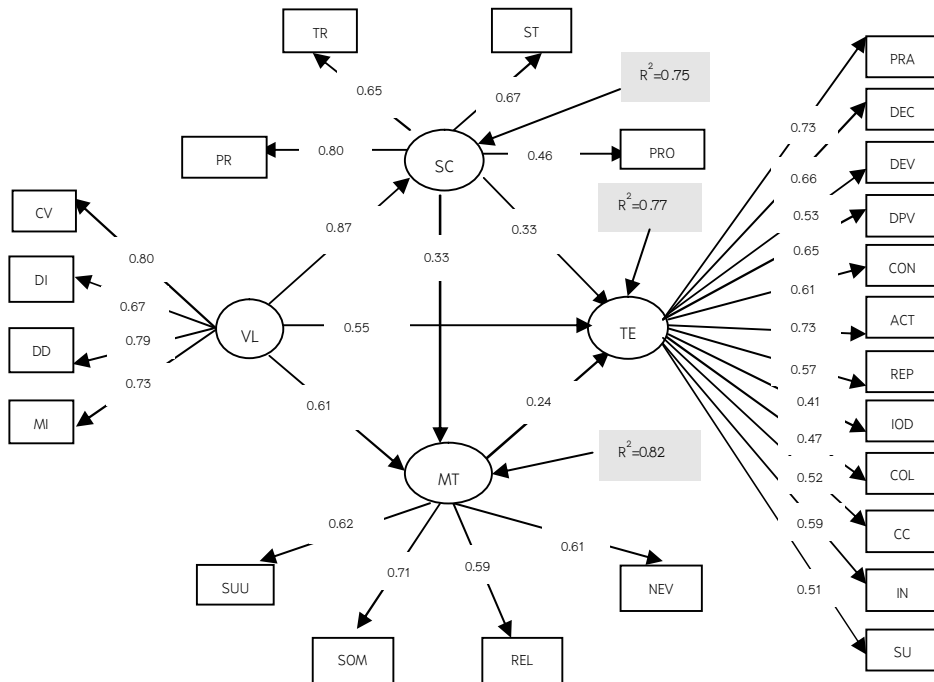 TR
ST
R²=0.75
PRA
0.65
0.67
DEC
0.73
PR
0.80
SC
0.46
PRO
DEV
0.66
R²=0.77
CV
0.87
0.33
0.53
DPV
0.80
0.33
0.65
CON
DI
0.67
0.61
VL
0.55
TE
0.73
ACT
DD
0.79
0.73
0.57
REP
MI
0.61
0.24
0.41
IOD
R²=0.82
0.47
COL
MT
0.52
0.62
0.61
0.59
CC
0.71
0.59
SUU
NEV
0.51
IN
SOM
REL
SU